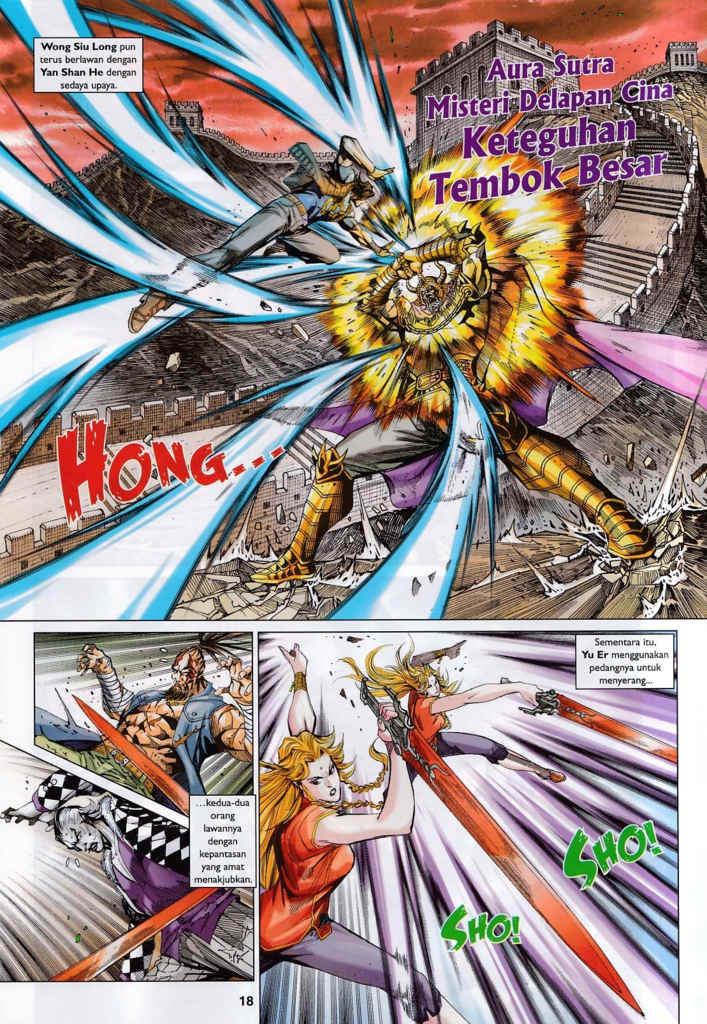 Wong Siu Long pun
terus berlawan dengan
Yan Shan He dengan
sedaya upaya.
Aura Sutra
Misteri Delapan Cina
Keteguhan
Tembok Besar
HONG...
Sementara itu,
Yu Er menggunakan
pedangnya untuk
menyerang...
...kedua-dua
orang
lawannya
dengan
kepantasan
yang amat
menakjubkan.
SHO!
SHO!
18